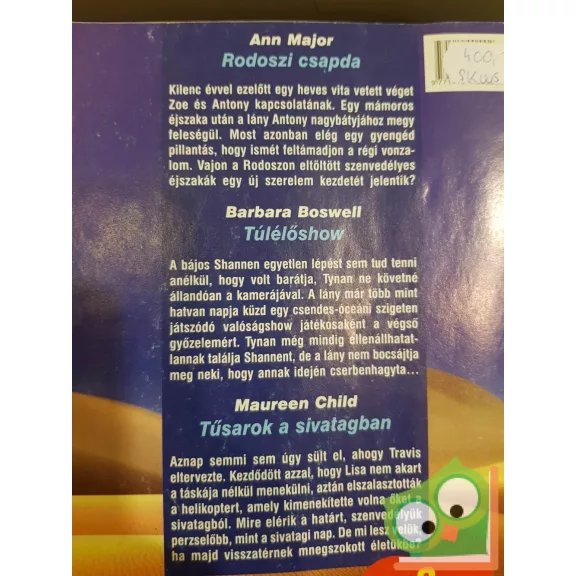 Ann Major
Rodoszi csapda
Kilenc évvel ezelőtt egy heves vita vetett véget
Zoe és Antony kapcsolatának. Egy mámoros
éjszaka után a lány Antony nagybátyjához megy
feleségül. Most azonban elég egy gyengéd
pillantás, hogy ismét feltámadjon a régi vonza-
lom. Vajon a Rodoszon eltöltött szenvedélyes
éjszakák egy új szerelem kezdetét jelentik?
Barbara Boswell
Túlélőshow
A bájos Shannen egyetlen lépést sem tud tenni
anélkül, hogy volt barátja, Tynan ne követné
állandóan a kamerájával. A lány már több mint
hatvan napja küzd egy csendes-óceáni szigeten
játszódó valóságshow játékosaként a végső
győzelemért. Tynan még mindig ellenállhatat-
lannak találja Shannent, de a lány nem bocsájtja
meg neki, hogy annak idején cserbenhagyta...
Maureen Child
Tűsarok a sivatagban
Aznap semmi sem úgy sült el, ahogy Travis
eltervezte. Kezdődött azzal, hogy Lisa nem akart
a táskája nélkül menekülni, aztán elszalasztották
a helikoptert, amely kimenekítette volna őket a
sivatagból. Mire elérik a határt, szenvedélyük
perzselőbb, mint a sivatagi nap. De mi lesz velük,
ha majd visszatérnek mnegszokott életükbe?
400,